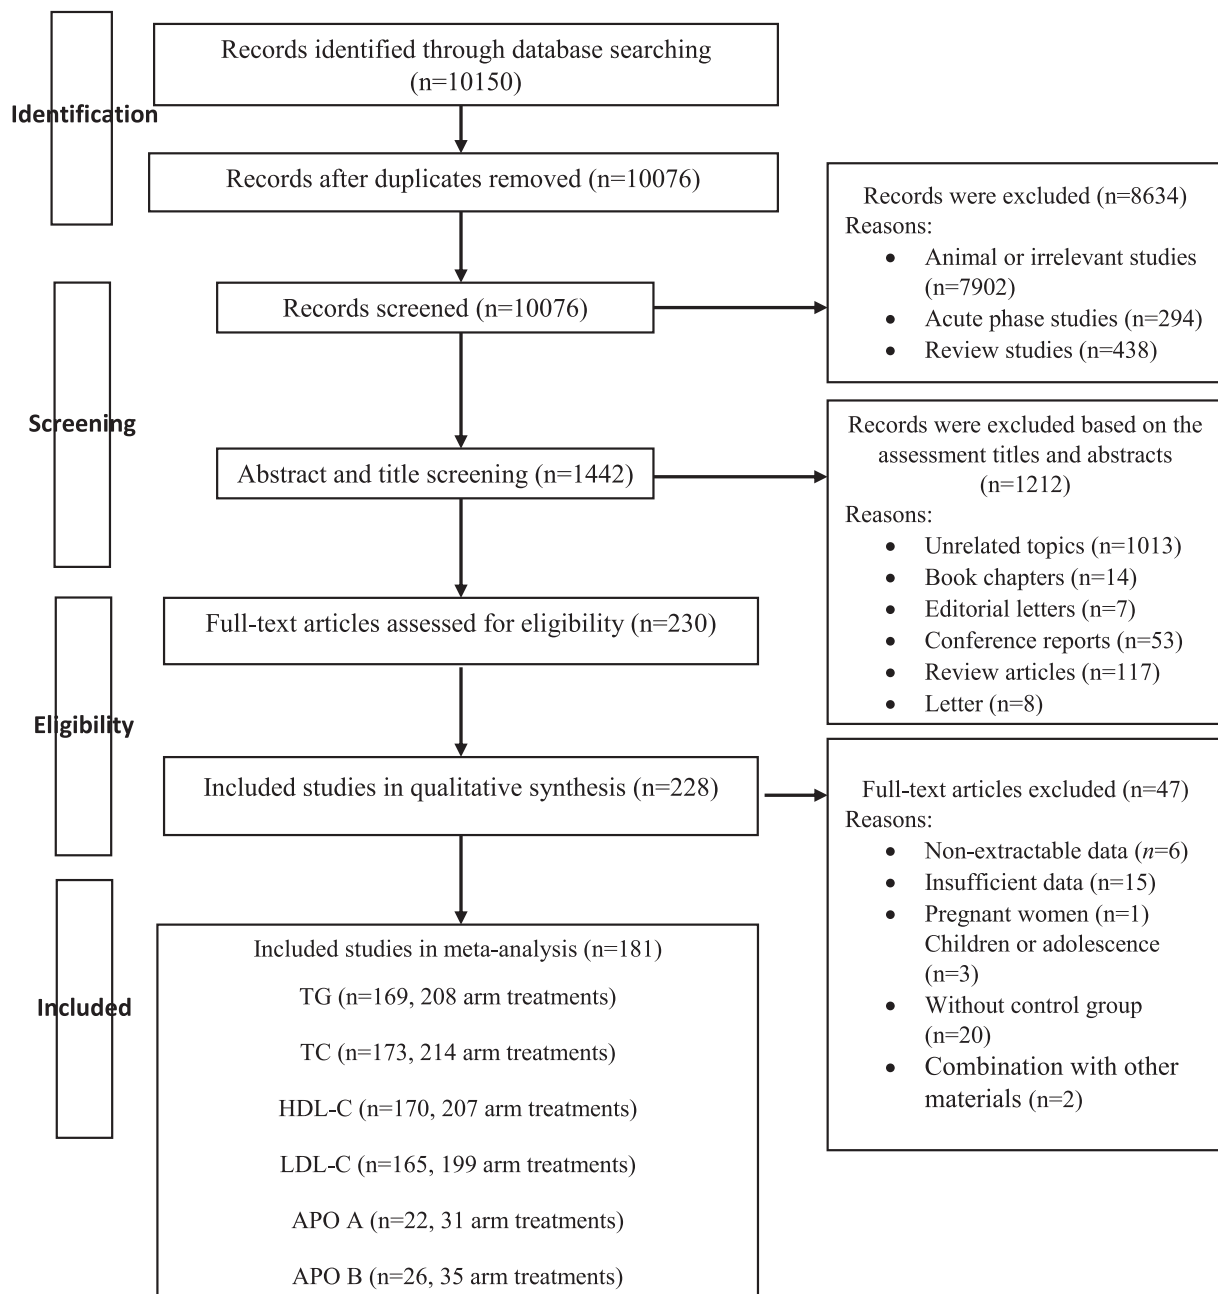 Identification
Records identified through database searching
(n=10150)
Records after duplicates removed (n=10076)
Records were excluded (n=8634)
Reasons:
• Animal or irrelevant studies
(n=7902)
• Acute phase studies (n=294)
• Review studies (n=438)
Screening
Records screened (n=10076)
Abstract and title screening (n=1442)
Records were excluded based on the
assessment titles and abstracts
(n=1212)
Reasons:
• Unrelated topics (n=1013)
• Book chapters (n=14)
• Editorial letters (n=7)
• Conference reports (n=53)
• Review articles (n=117)
• Letter (n=8)
Eligibility
Full-text articles assessed for eligibility (n=230)
Included studies in qualitative synthesis (n=228)
Full-text articles excluded (n=47)
Reasons:
• Non-extractable data (n=6)
• Insufficient data (n=15)
• Pregnant women (n=1)
Children or adolescence
(n=3)
• Without control group
(n=20)
• Combination with other
materials (n=2)
Included
Included studies in meta-analysis (n=181)
TG (n=169, 208 arm treatments)
TC (n=173, 214 arm treatments)
HDL-C (n=170, 207 arm treatments)
LDL-C (n=165, 199 arm treatments)
APO A (n=22, 31 arm treatments)
APO B (n=26, 35 arm treatments)